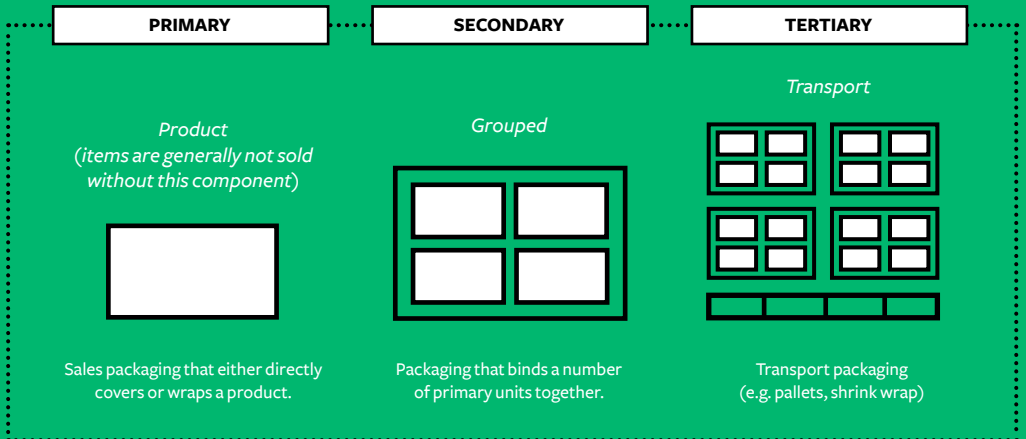 PRIMARY
Product
(items are generally not sold
without this component)
Sales packaging that either directly
covers or wraps a product.
SECONDARY
Grouped
Packaging that binds a number
of primary units together.
TERTIARY
Transport
Transport packaging
(e.g. pallets, shrink wrap)